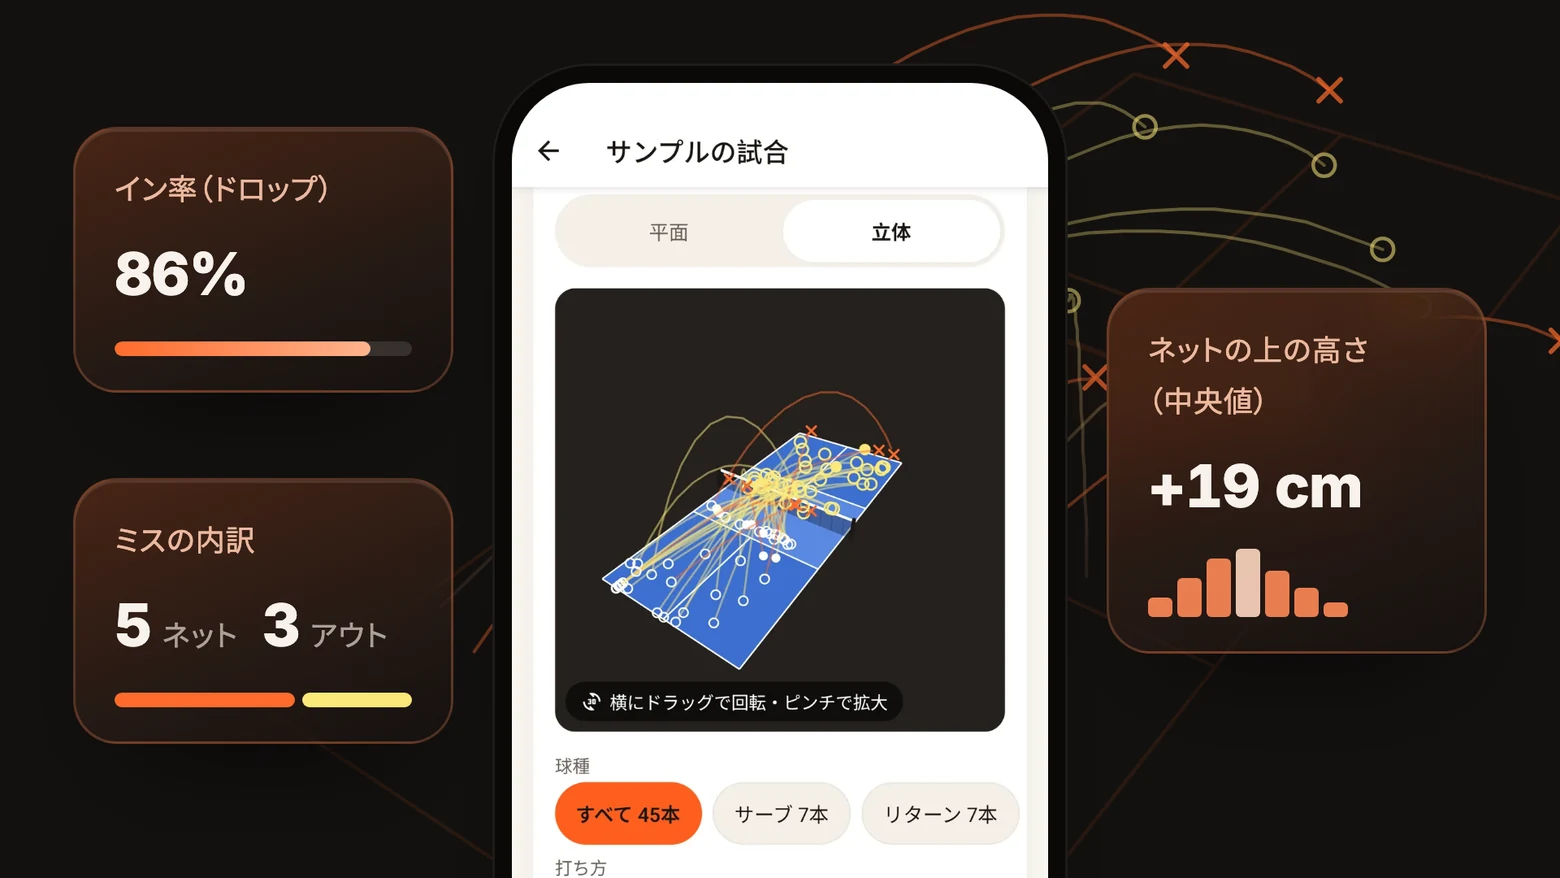 イン率（ドロップ）
86%
ミスの内訳
5 ネット 3 アウト
サンプルの試合
平面
立体
横にドラッグで回転・ピンチで拡大
球種
すべて 45本
サーブ 7本
リターン 7本
打ち方
ネットの上の高さ
（中央値）
+19 cm